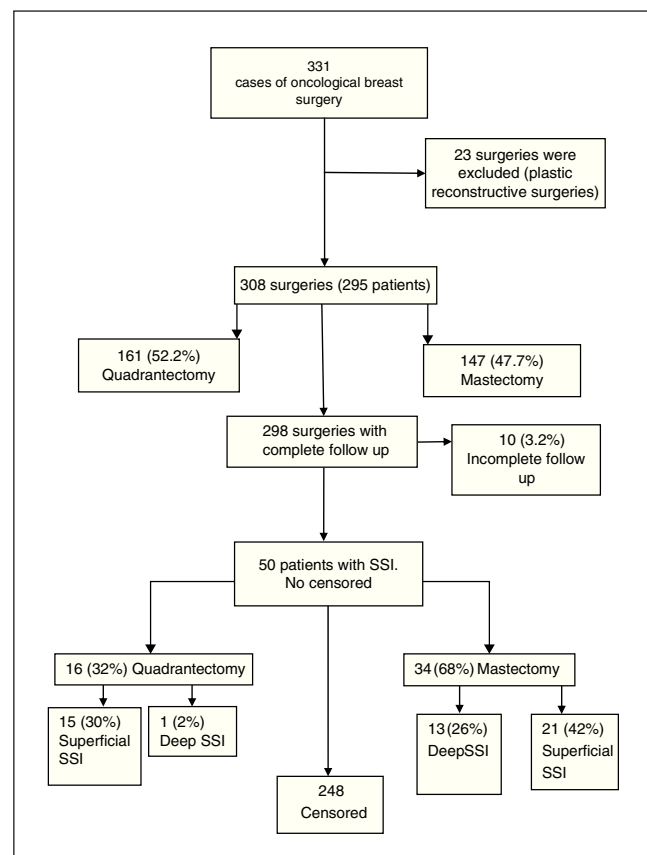 331
cases of oncological breast
surgery
23 surgeries were
excluded (plastic
reconstructive surgeries)
308 surgeries (295 patients)
161 (52.2%)
Quadrantectomy
147 (47.7%)
Mastectomy
298 surgeries with
complete follow up
10 (3.2%)
Incomplete follow
up
50 patients with SSI.
No censored
16 (32%) Quadrantectomy
34 (68%) Mastectomy
15 (30%)
Superficial
SSI
1 (2%)
Deep SSI
13 (26%)
DeepSSI
21 (42%)
Superficial
SSI
248
Censored